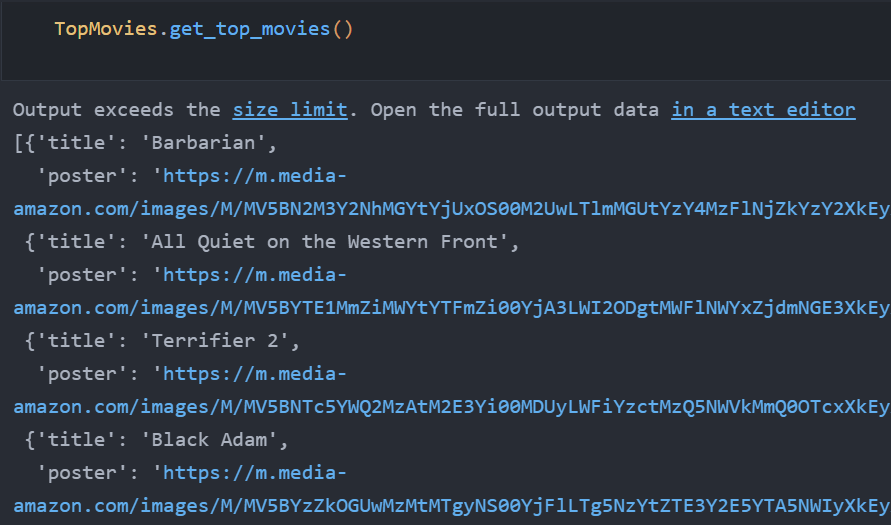 TopMovies.get_top_movies()
Output exceeds the size limit. Open the full output data in a text editor
[{'title': 'Barbarian',
'poster': 'https://m.media-
amazon.com/images/M/MV5BN2M3Y2NhMGYtYjUxOS00M2UwLTlmMGUtYzY4MzFlNjZkYzY2XkEy
{'title': 'All Quiet on the Western Front',
'poster': 'https://m.media-
amazon.com/images/M/MV5BYTE1MmZiMWYtYTFmZi00YjA3LWI2ODgtMWFlNWYxZjdmNGE3XkEy
{'title': 'Terrifier 2',
'poster': 'https://m.media-
amazon.com/images/M/MV5BNTc5YWQ2MzAtM2E3Yi00MDUyLWFiYzctMzQ5NWVkMmQ0OTcxXkEy
{'title': 'Black Adam',
'poster': 'https://m.media-
amazon.com/images/M/MV5BYzZkOGUwMzMtMTgyNS00YjFlLTg5NzYtZTE3Y2E5YTA5NWIyXkEy